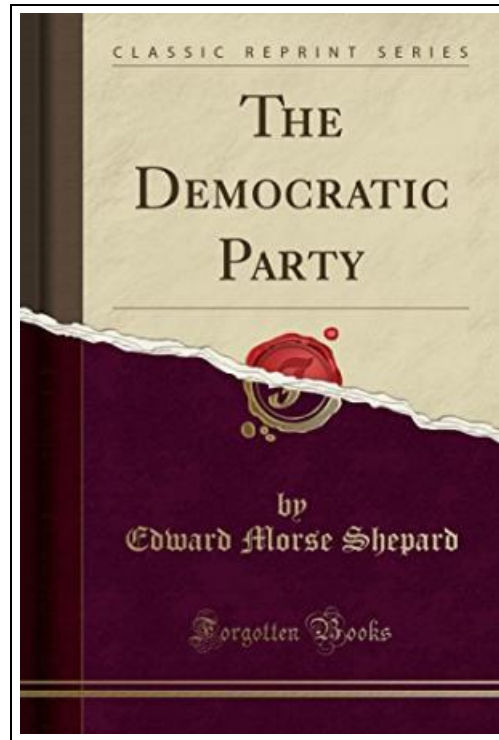 CLASSIC REPRINT SERIES
THE
DEMOCRATIC
PARTY
by
Edward Morse Shepard
Forgotten Books